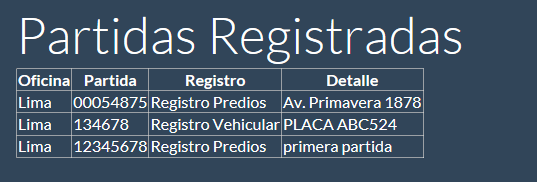 Partidas Registradas
Oficina Partida Registro Detalle
Lima 00054875 Registro Predios Av. Primavera 1878
Lima 134678 Registro Vehicular PLACA ABC524
Lima 12345678 Registro Predios primera partida